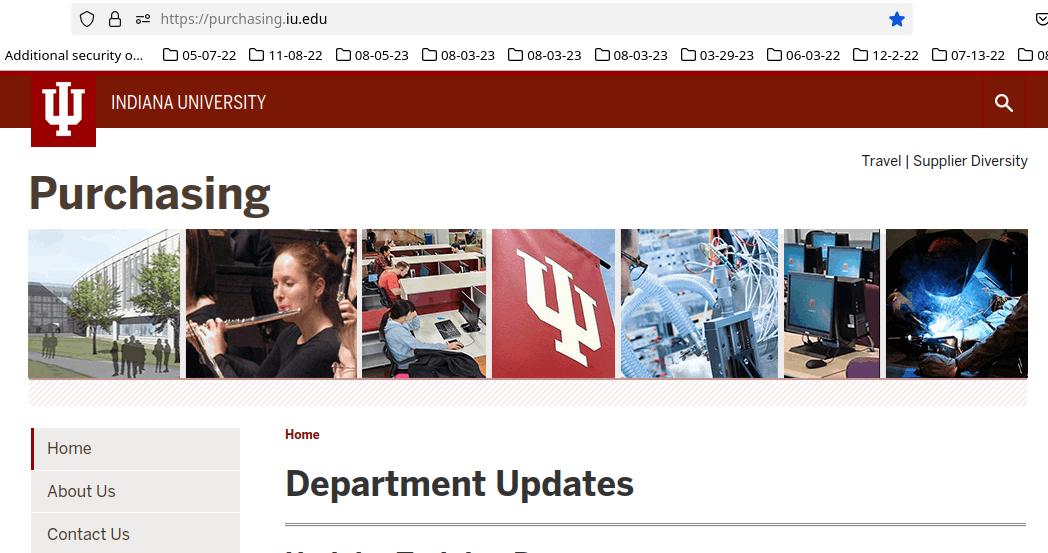 https://purchasing.iu.edu
Additional security o... 05-07-22 11-08-22 08-05-23 08-03-23 08-03-23 08-03-23 03-29-23 06-03-22 12-2-22 07-13-22 08
INDIANA UNIVERSITY
Travel | Supplier Diversity
Purchasing
Home
Home
Department Updates
About Us
Contact Us